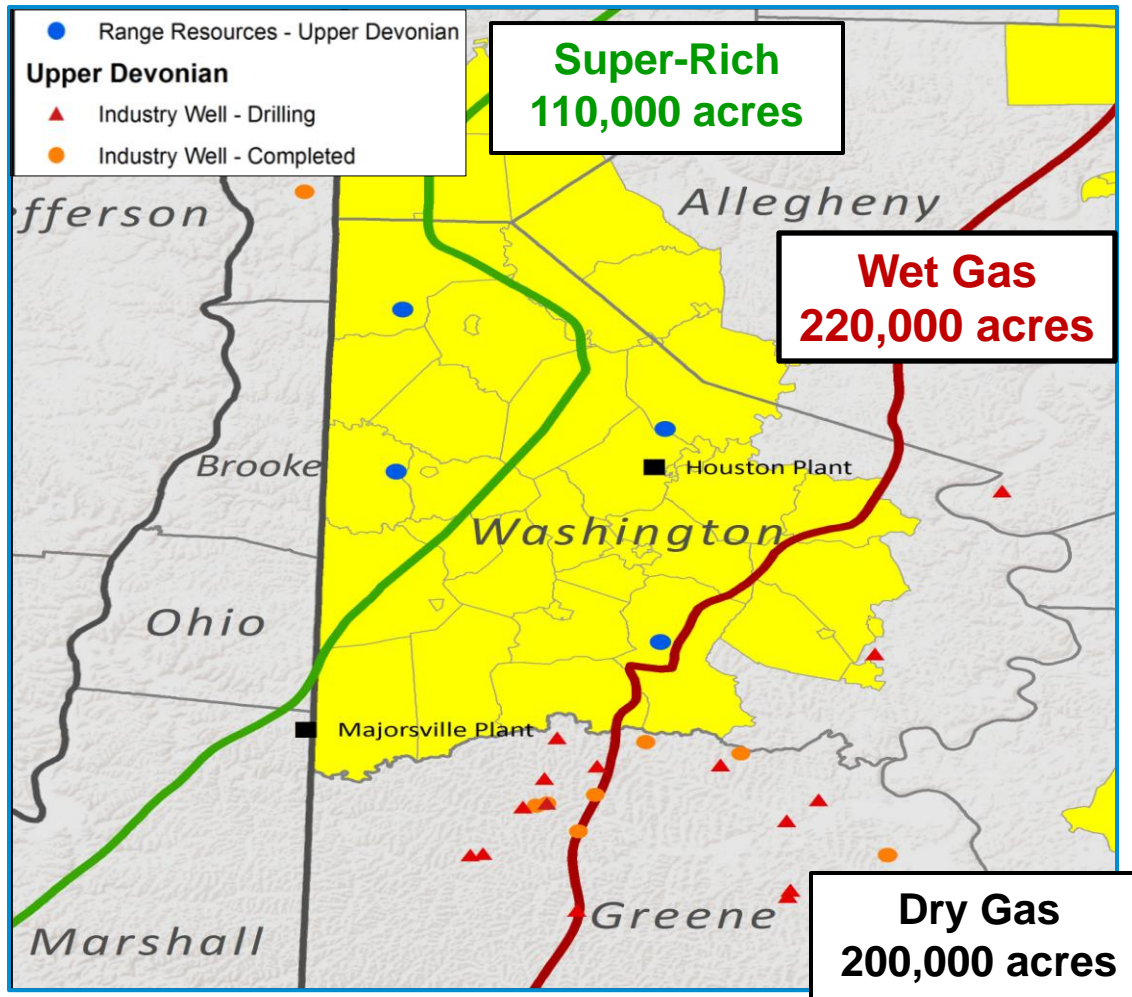 Range Resources - Upper Devonian
Upper Devonian
Industry Well - Drilling
Industry Well - Completed
Super-Rich
110,000 acres
efferson
Allegheny
Wet Gas
220,000 acres
Brooke
Houston Plant
Washington
Ohio
Majorsville Plant
Greene
Marshall
Dry Gas
200,000 acres